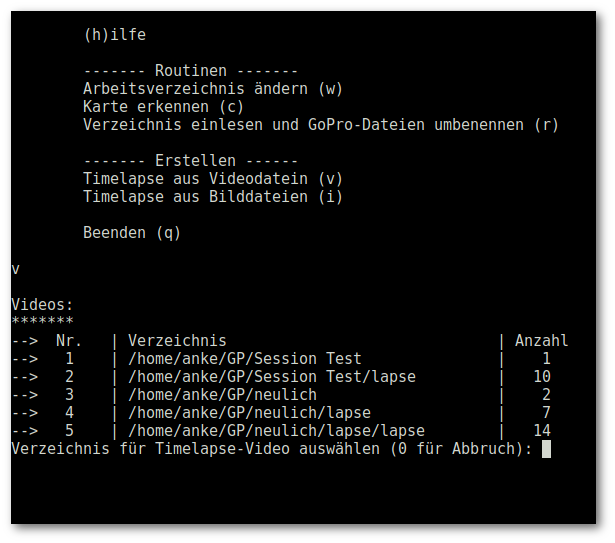 (h)ilfe
------- Routinen -------
Arbeitsverzeichnis ändern (w)
Karte erkennen (c)
Verzeichnis einlesen und GoPro-Dateien umbenennen (r)
------- Erstellen ------
Timelapse aus Videodatein (v)
Timelapse aus Bilddateien (i)
Beenden (q)
v
Videos:
*******
--> Nr. | Verzeichnis | Anzahl
--> 1 | /home/anke/GP/Session Test | 1
--> 2 | /home/anke/GP/Session Test/lapse | 10
--> 3 | /home/anke/GP/neulich | 2
--> 4 | /home/anke/GP/neulich/lapse | 7
--> 5 | /home/anke/GP/neulich/lapse/lapse | 14
Verzeichnis für Timelapse-Video auswählen (0 für Abbruch):